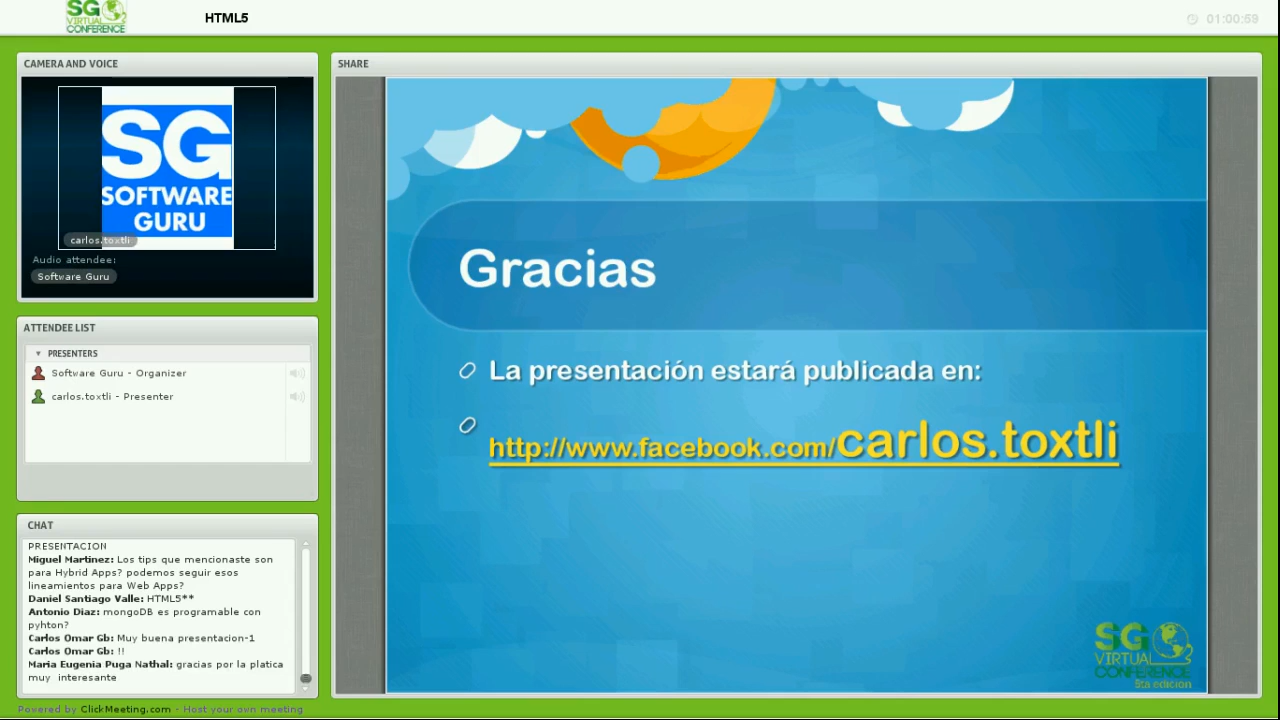 SG
VIRTUAL
CONFERENCE
HTML5
01:00:59
CAMERA AND VOICE
SG
SOFTWARE
GURU
carlos.toxtli
Audio attendee:
Software Guru
ATTENDEE LIST
PRESENTERS
Software Guru - Organizer
carlos.toxtli - Presenter
CHAT
PRESENTACION
Miguel Martinez: Los tips que mencionaste son
para Hybrid Apps? podemos seguir esos
lineamientos para Web Apps?
Daniel Santiago Valle: HTML5**
Antonio Diaz: mongoDB es programable con
pyhton?
Carlos Omar Gb: Muy buena presentacion-1
Carlos Omar Gb: !!
Maria Eugenia Puga Nathal: gracias por la platica
muy interesante
Powered by ClickMeeting.com - Host your own meeting
SHARE
Gracias
La presentación estará publicada en:
http://www.facebook.com/carlos.toxtli
SG
VIRTUAL
CONFERENCE
5ta edición